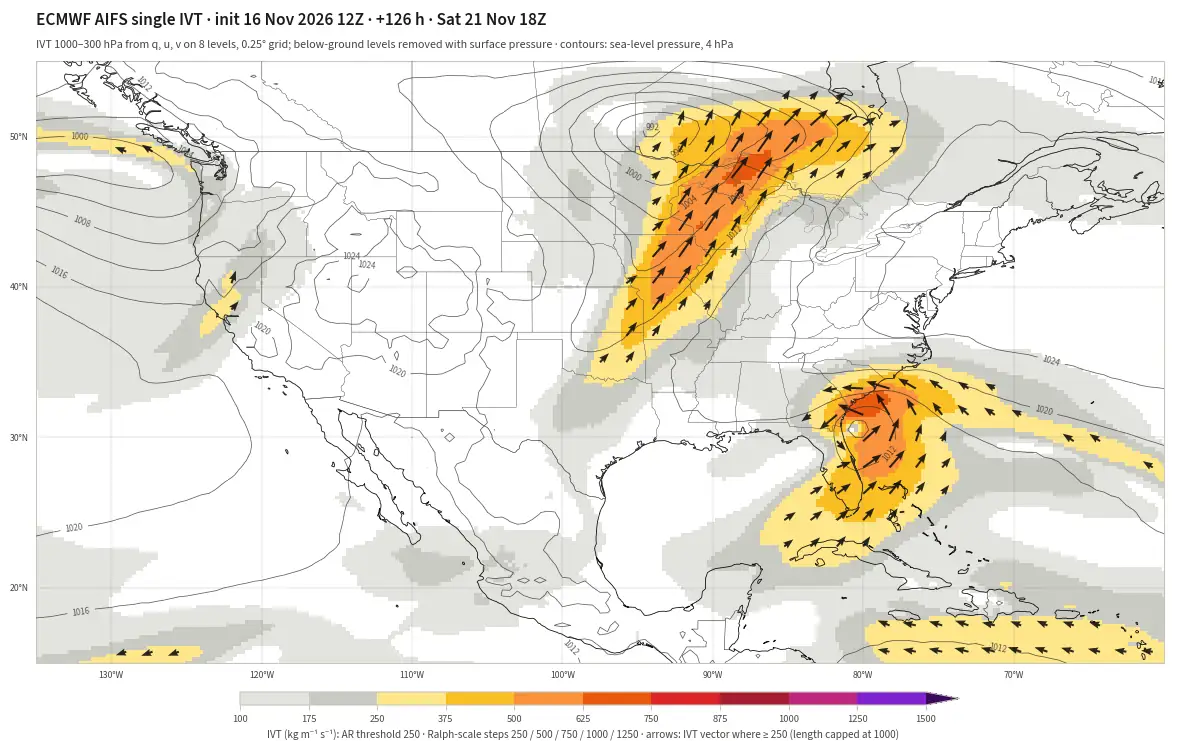 ECMWF AIFS single IVT · init 16 Nov 2026 12Z · +126 h · Sat 21 Nov 18Z
IVT 1000–300 hPa from q, u, v on 8 levels, 0.25° grid; below-ground levels removed with surface pressure · contours: sea-level pressure, 4 hPa
1012
1000
992
50°N
1000
1004
1008
1012
1016
1024
1024
40°N
1020
1024
1020
1020
30°N
1012
1020
20°N
1016
1012
1012
130°W 120°W 110°W 100°W 90°W 80°W 70°W
100 175 250 375 500 625 750 875 1000 1250 1500
IVT (kg m⁻¹ s⁻¹): AR threshold 250 · Ralph-scale steps 250 / 500 / 750 / 1000 / 1250 · arrows: IVT vector where ≥ 250 (length capped at 1000)